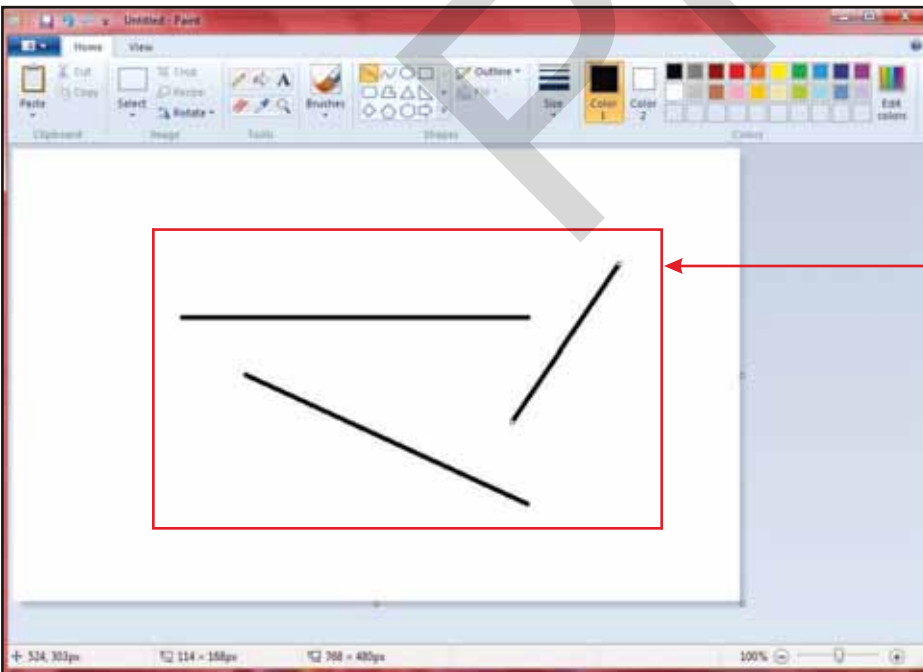 Untitled - Paint
Home View
Cut
Copy
Paste
Clipboard
Crop
Resize
Rotate
Select
Image
A
Tools
Brushes
Outline
Fill
Shapes
Size
Color 1
Color 2
Edit colors
Colors
524, 303px 114 × 168px 768 × 480px 100%